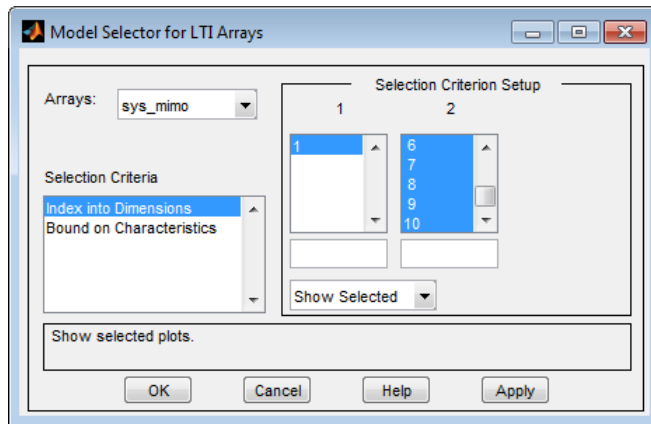 Model Selector for LTI Arrays
Arrays:
sys_mimo
Selection Criteria
Index into Dimensions
Bound on Characteristics
Selection Criterion Setup
1
2
1
6
7
8
9
10
Show Selected
Show selected plots.
OK
Cancel
Help
Apply